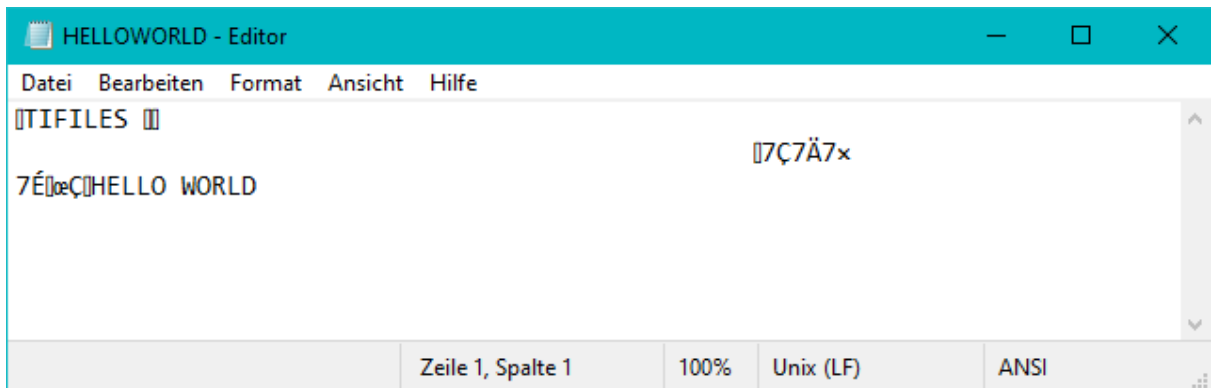 HELLOWORLD - Editor
Datei Bearbeiten Format Ansicht Hilfe
▯TIFILES ▯▯
▯7Ç7Ä7×
7É▯œÇ▯HELLO WORLD
Zeile 1, Spalte 1 100% Unix (LF) ANSI